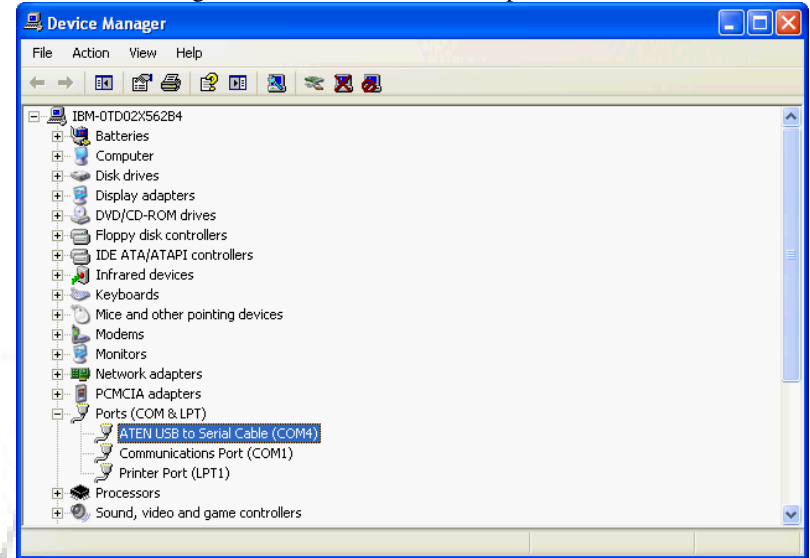 Device Manager
File Action View Help
IBM-0TD02X562B4
Batteries
Computer
Disk drives
Display adapters
DVD/CD-ROM drives
Floppy disk controllers
IDE ATA/ATAPI controllers
Infrared devices
Keyboards
Mice and other pointing devices
Modems
Monitors
Network adapters
PCMCIA adapters
Ports (COM & LPT)
ATEN USB to Serial Cable (COM4)
Communications Port (COM1)
Printer Port (LPT1)
Processors
Sound, video and game controllers